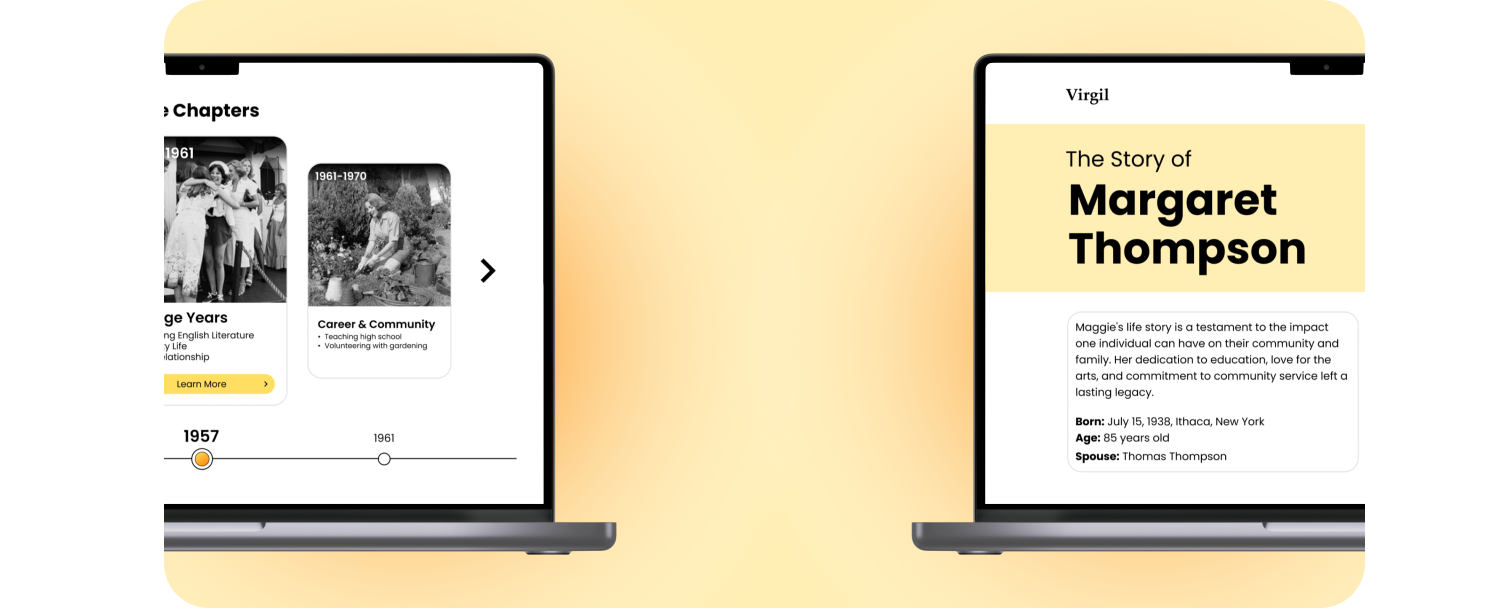 Chapters
1961
ge Years
ng English Literature
y Life
lationship
Learn More
1961-1970
Career & Community
• Teaching high school
• Volunteering with gardening
1957
1961
Virgil
The Story of
Margaret
Thompson
Maggie's life story is a testament to the impact
one individual can have on their community and
family. Her dedication to education, love for the
arts, and commitment to community service left a
lasting legacy.
Born: July 15, 1938, Ithaca, New York
Age: 85 years old
Spouse: Thomas Thompson